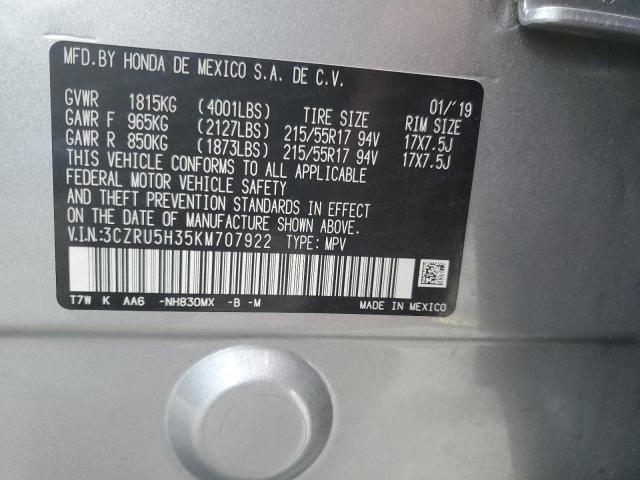 MFD. BY HONDA DE MEXICO S.A. DE C.V.
01/'19
GVWR 1815KG (4001LBS) TIRE SIZE RIM SIZE
GAWR F 965KG (2127LBS) 215/55R17 94V 17X7.5J
GAWR R 850KG (1873LBS) 215/55R17 94V 17X7.5J
THIS VEHICLE CONFORMS TO ALL APPLICABLE
FEDERAL MOTOR VEHICLE SAFETY
AND THEFT PREVENTION STANDARDS IN EFFECT
ON THE DATE OF MANUFACTURE SHOWN ABOVE.
V.I.N.:3CZRU5H35KM707922 TYPE: MPV
T7W K AA6 -NH830MX -B -M MADE IN MEXICO